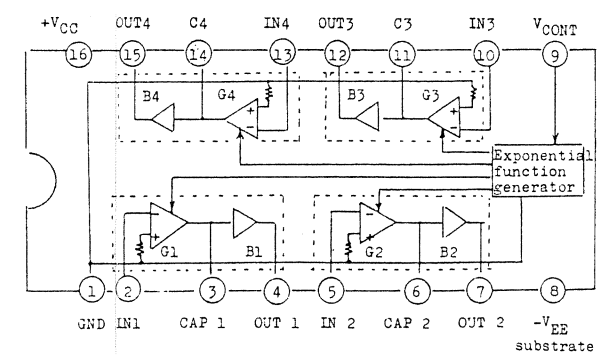 +VCC OUT4 C4 IN4 OUT3 C3 IN3 VCONT
16 15 14 13 12 11 10 9
B4 G4 B3 G3
+ +
− −
Exponential
function
generator
− −
+ +
G1 B1 G2 B2
1 2 3 4 5 6 7 8
GND IN1 CAP 1 OUT 1 IN 2 CAP 2 OUT 2 -VEE
substrate